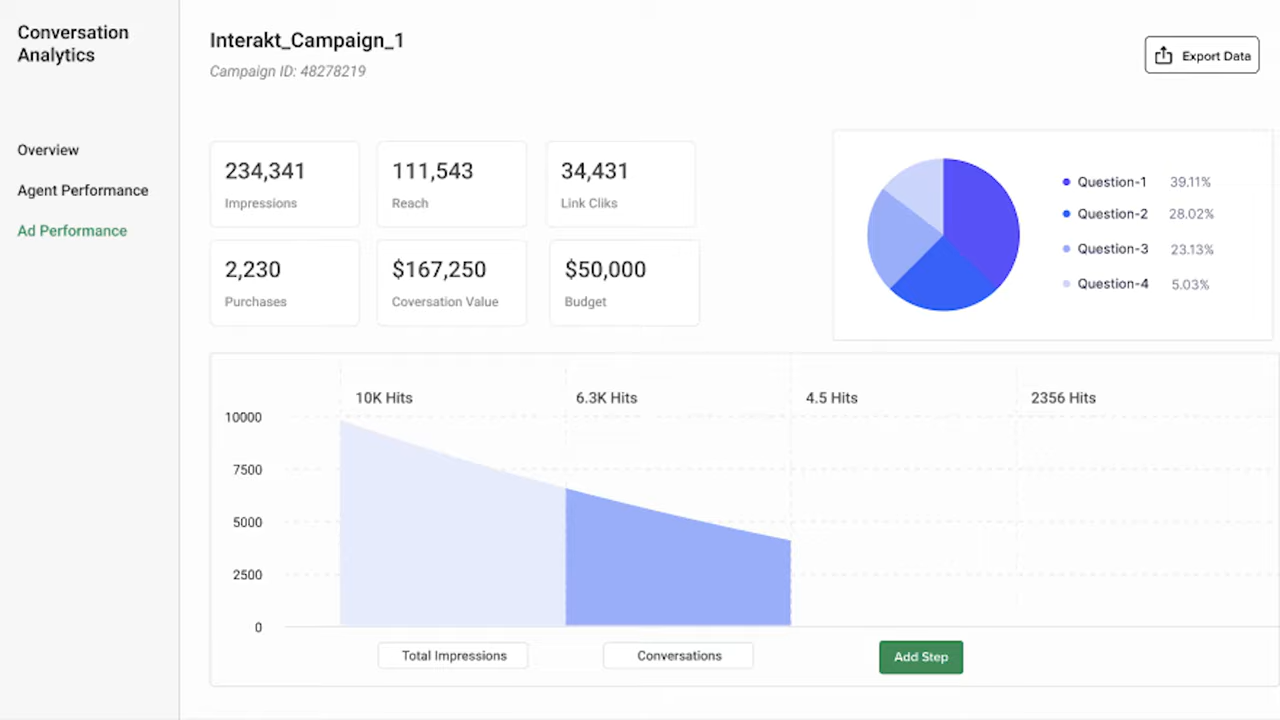 Conversation
Analytics
Overview
Agent Performance
Ad Performance
Interakt_Campaign_1
Campaign ID: 48278219
Export Data
234,341
Impressions
111,543
Reach
34,431
Link Cliks
2,230
Purchases
$167,250
Coversation Value
$50,000
Budget
Question-1 39.11%
Question-2 28.02%
Question-3 23.13%
Question-4 5.03%
10K Hits 6.3K Hits 4.5 Hits 2356 Hits
10000
7500
5000
2500
0
Total Impressions Conversations Add Step